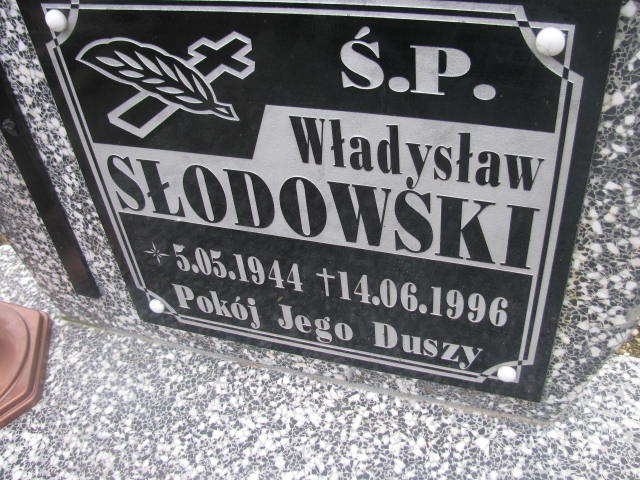 Ś.P.
Władysław
SŁODOWSKI
5.05.1944 †14.06.1996
Pokój Jego Duszy